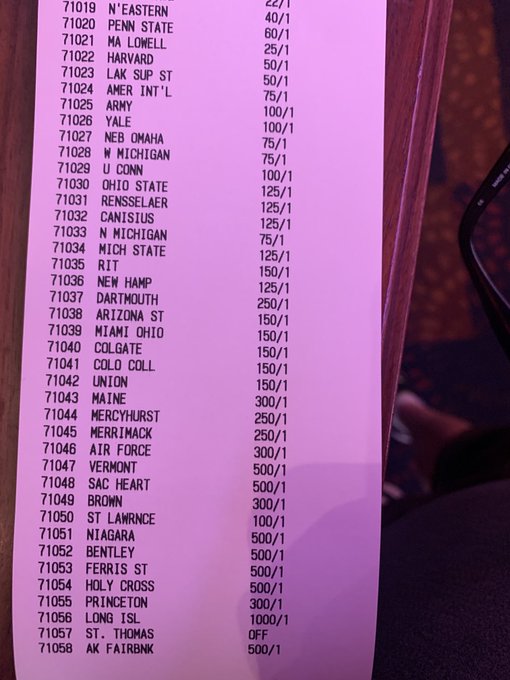 22/1
71019 N'EASTERN 40/1
71020 PENN STATE 60/1
71021 MA LOWELL 25/1
71022 HARVARD 50/1
71023 LAK SUP ST 50/1
71024 AMER INT'L 75/1
71025 ARMY 100/1
71026 YALE 100/1
71027 NEB OMAHA 75/1
71028 W MICHIGAN 75/1
71029 U CONN 100/1
71030 OHIO STATE 125/1
71031 RENSSELAER 125/1
71032 CANISIUS 125/1
71033 N MICHIGAN 75/1
71034 MICH STATE 125/1
71035 RIT 150/1
71036 NEW HAMP 125/1
71037 DARTMOUTH 250/1
71038 ARIZONA ST 150/1
71039 MIAMI OHIO 150/1
71040 COLGATE 150/1
71041 COLO COLL 150/1
71042 UNION 150/1
71043 MAINE 300/1
71044 MERCYHURST 250/1
71045 MERRIMACK 250/1
71046 AIR FORCE 300/1
71047 VERMONT 500/1
71048 SAC HEART 500/1
71049 BROWN 300/1
71050 ST LAWRNCE 100/1
71051 NIAGARA 500/1
71052 BENTLEY 500/1
71053 FERRIS ST 500/1
71054 HOLY CROSS 500/1
71055 PRINCETON 300/1
71056 LONG ISL 1000/1
71057 ST. THOMAS OFF
71058 AK FAIRBNK 500/1